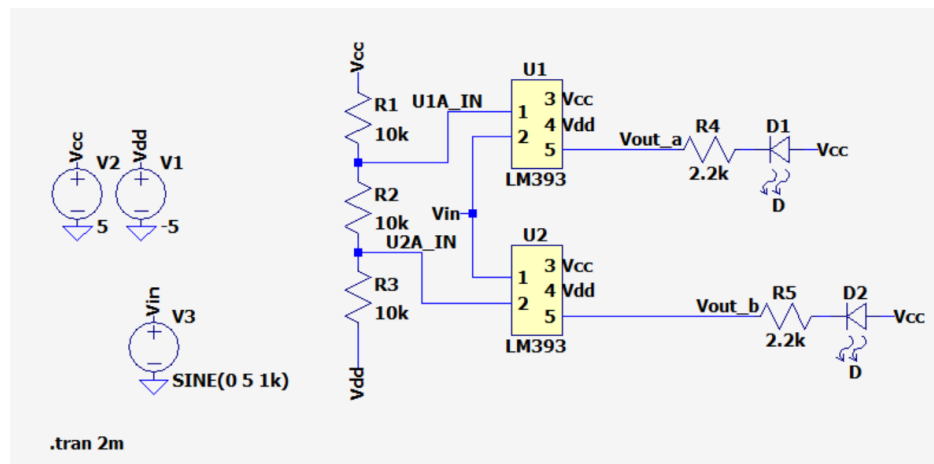 Vcc
V2
5
Vdd
V1
-5
Vin
V3
SINE(0 5 1k)
.tran 2m
Vcc
R1
10k
R2
10k
R3
10k
Vdd
U1A_IN
U2A_IN
Vin
U1
1
2
3 Vcc
4 Vdd
5
LM393
Vout_a
R4
2.2k
D1
D
Vcc
U2
1
2
3 Vcc
4 Vdd
5
LM393
Vout_b
R5
2.2k
D2
D
Vcc